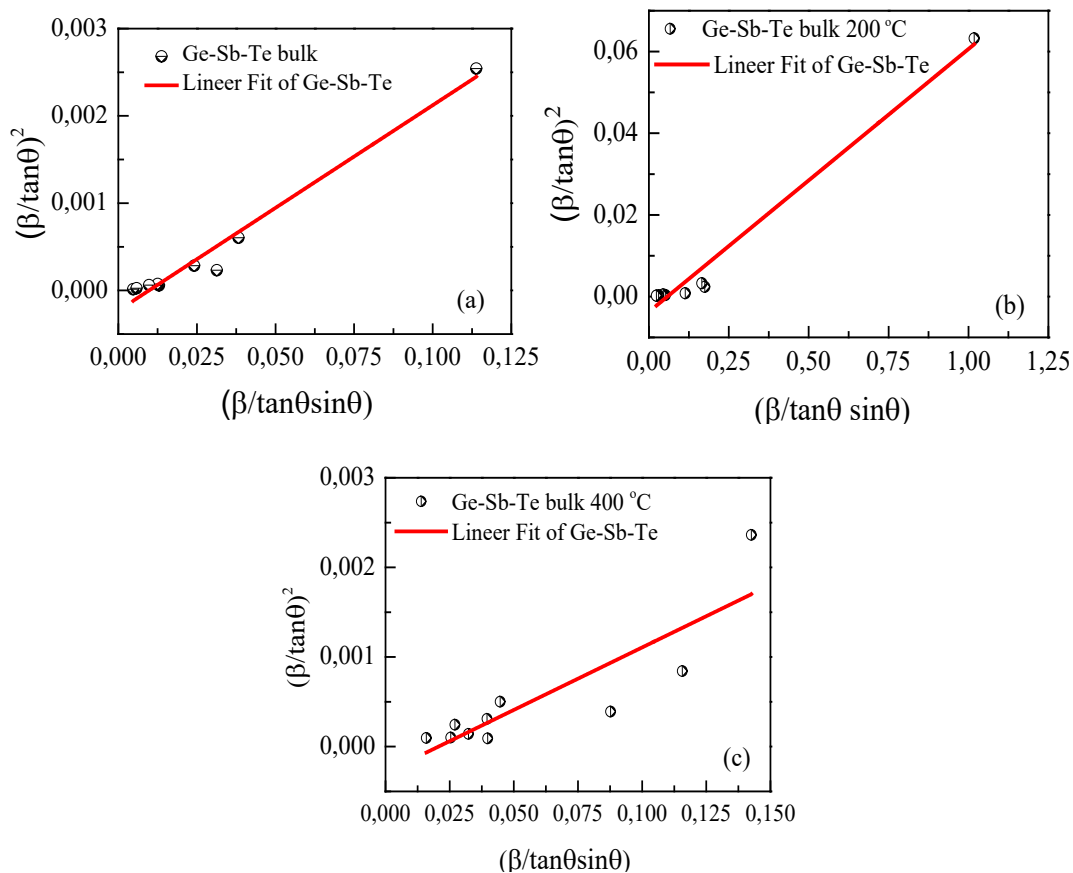 0,003
0,002
0,001
0,000
(β/tanθ)²
Ge-Sb-Te bulk
Lineer Fit of Ge-Sb-Te
(a)
0,000 0,025 0,050 0,075 0,100 0,125
(β/tanθsinθ)
0,06
0,04
0,02
0,00
(β/tanθ)²
Ge-Sb-Te bulk 200 °C
Lineer Fit of Ge-Sb-Te
(b)
0,00 0,25 0,50 0,75 1,00 1,25
(β/tanθ sinθ)
0,003
0,002
0,001
0,000
(β/tanθ)²
Ge-Sb-Te bulk 400 °C
Lineer Fit of Ge-Sb-Te
(c)
0,000 0,025 0,050 0,075 0,100 0,125 0,150
(β/tanθsinθ)